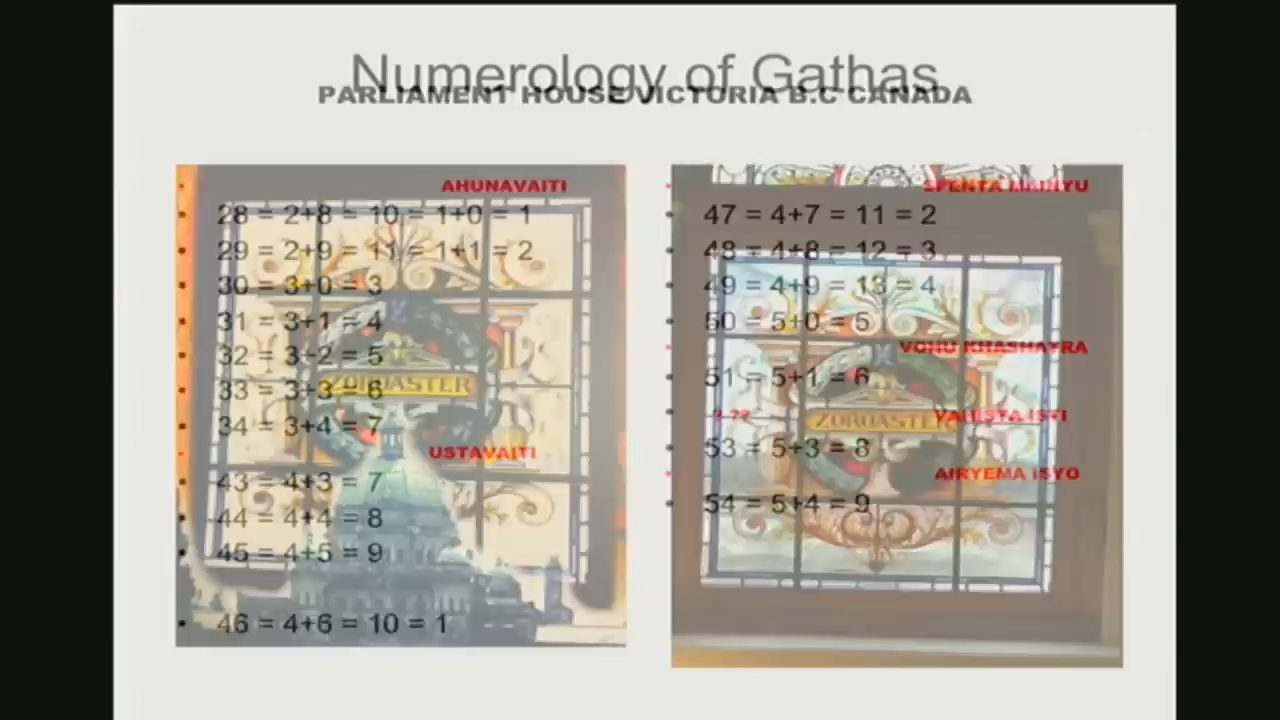 Numerology of Gathas
PARLIAMENT HOUSE VICTORIA B.C CANADA
AHUNAVAITI
28 = 2+8 = 10 = 1+0 = 1
29 = 2+9 = 11 = 1+1 = 2
30 = 3+0 = 3
31 = 3+1 = 4
32 = 3+2 = 5
33 = 3+3 = 6
ZOROASTER
34 = 3+4 = 7
USTAVAITI
43 = 4+3 = 7
44 = 4+4 = 8
45 = 4+5 = 9
46 = 4+6 = 10 = 1
SPENTA MAINYU
47 = 4+7 = 11 = 2
48 = 4+8 = 12 = 3
49 = 4+9 = 13 = 4
50 = 5+0 = 5
VOHU KHASHAYRA
51 = 5+1 = 6
VAHISTA ISTI
ZOROASTER
53 = 5+3 = 8
AIRYEMA ISYO
54 = 5+4 = 9